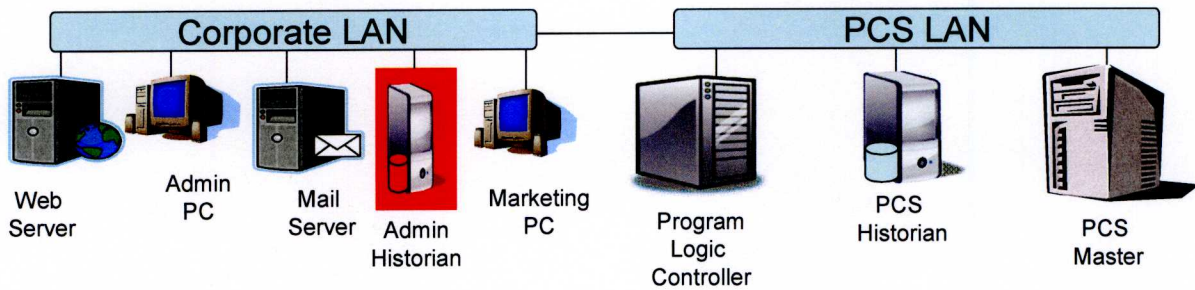 Corporate LAN
PCS LAN
Web
Server
Admin
PC
Mail
Server
Admin
Historian
Marketing
PC
Program
Logic
Controller
PCS
Historian
PCS
Master